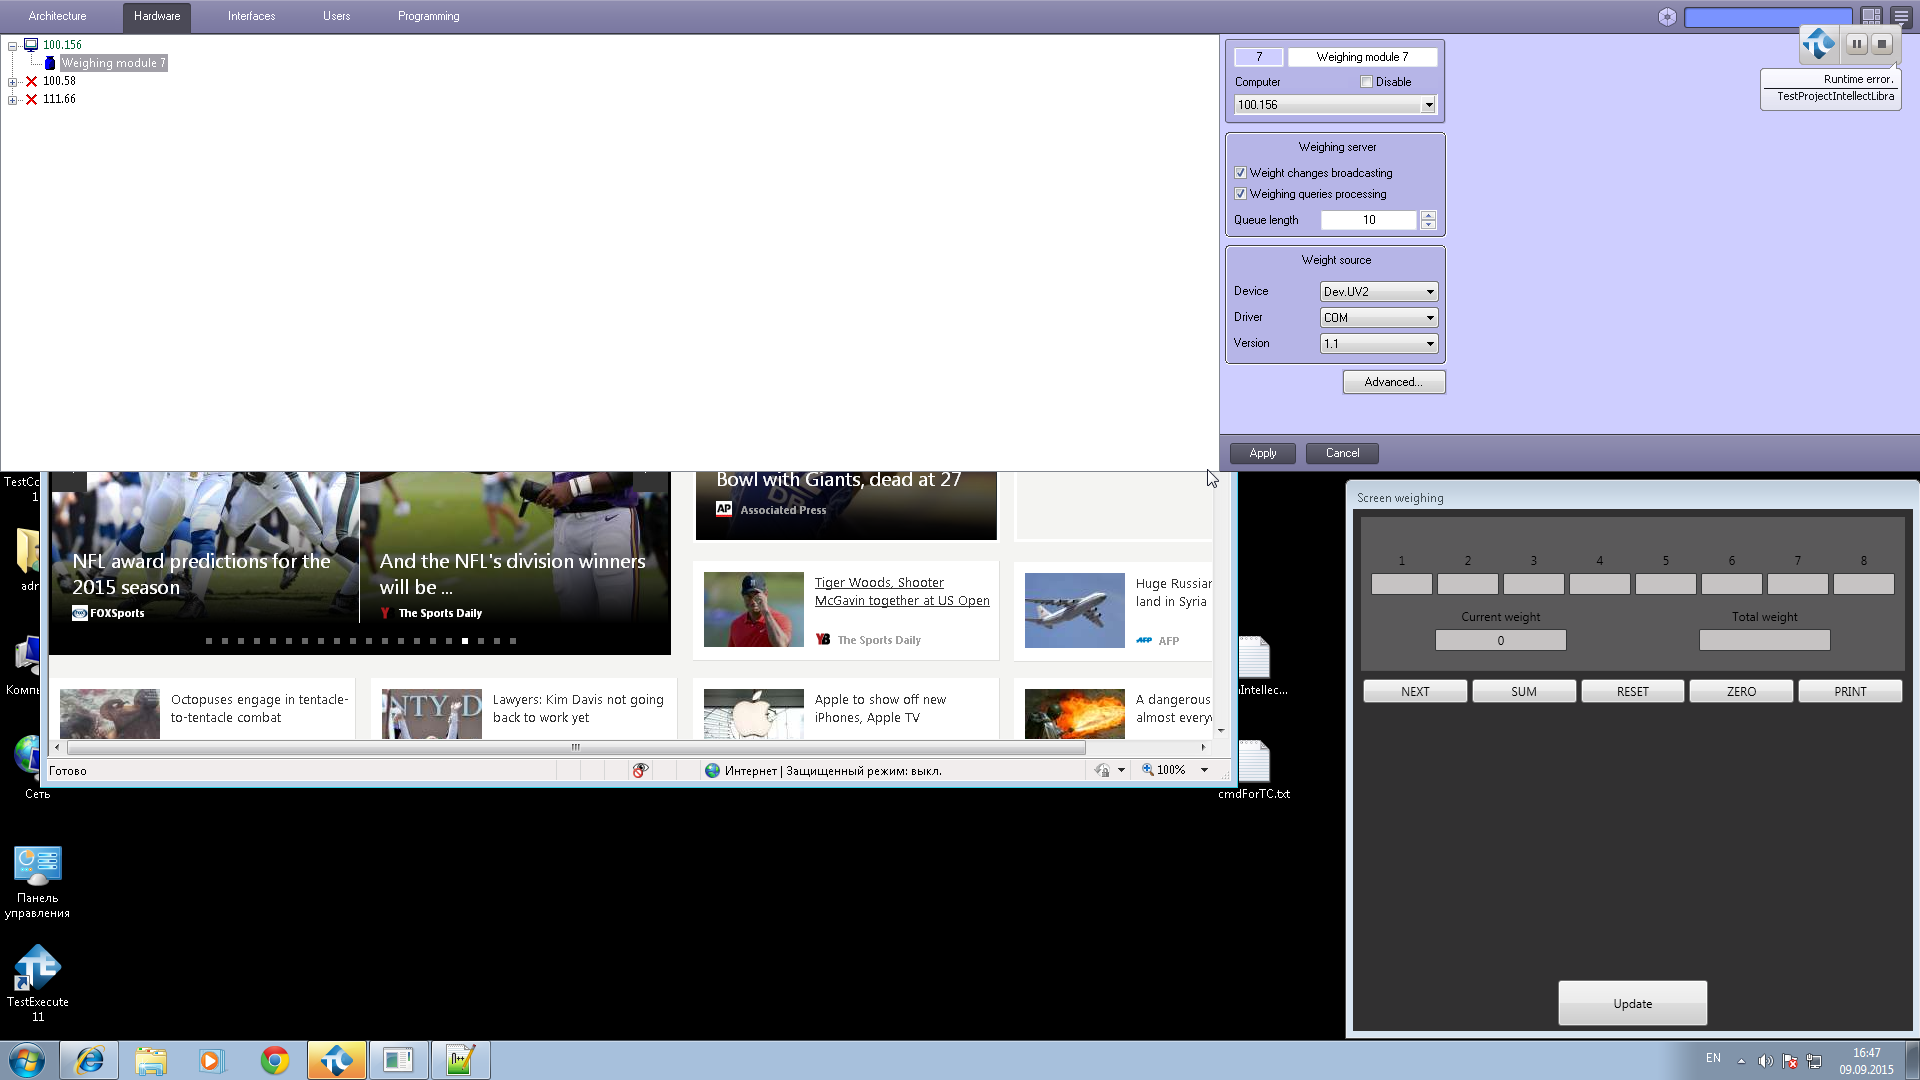 Architecture
Hardware
Interfaces
Users
Programming
100.156
Weighing module 7
100.58
111.66
7
Weighing module 7
Computer
Disable
100.156
Weighing server
Weight changes broadcasting
Weighing queries processing
Queue length
10
Weight source
Device
Dev.UV2
Driver
COM
Version
1.1
Advanced...
Apply
Cancel
Runtime error.
TestProjectIntellectLibra
NFL award predictions for the
2015 season
FOXSports
And the NFL's division winners
will be ...
The Sports Daily
Bowl with Giants, dead at 27
AP Associated Press
Tiger Woods, Shooter
McGavin together at US Open
YB The Sports Daily
Huge Russian
land in Syria
AFP AFP
Octopuses engage in tentacle-
to-tentacle combat
NTY D
Lawyers: Kim Davis not going
back to work yet
Apple to show off new
iPhones, Apple TV
A dangerous
almost every
Готово
Интернет | Защищенный режим: выкл.
100%
Сеть
Панель
управления
TestExecute
11
cmdForTC.txt
Screen weighing
1 2 3 4 5 6 7 8
Current weight
Total weight
0
NEXT
SUM
RESET
ZERO
PRINT
Update
EN
16:47
09.09.2015